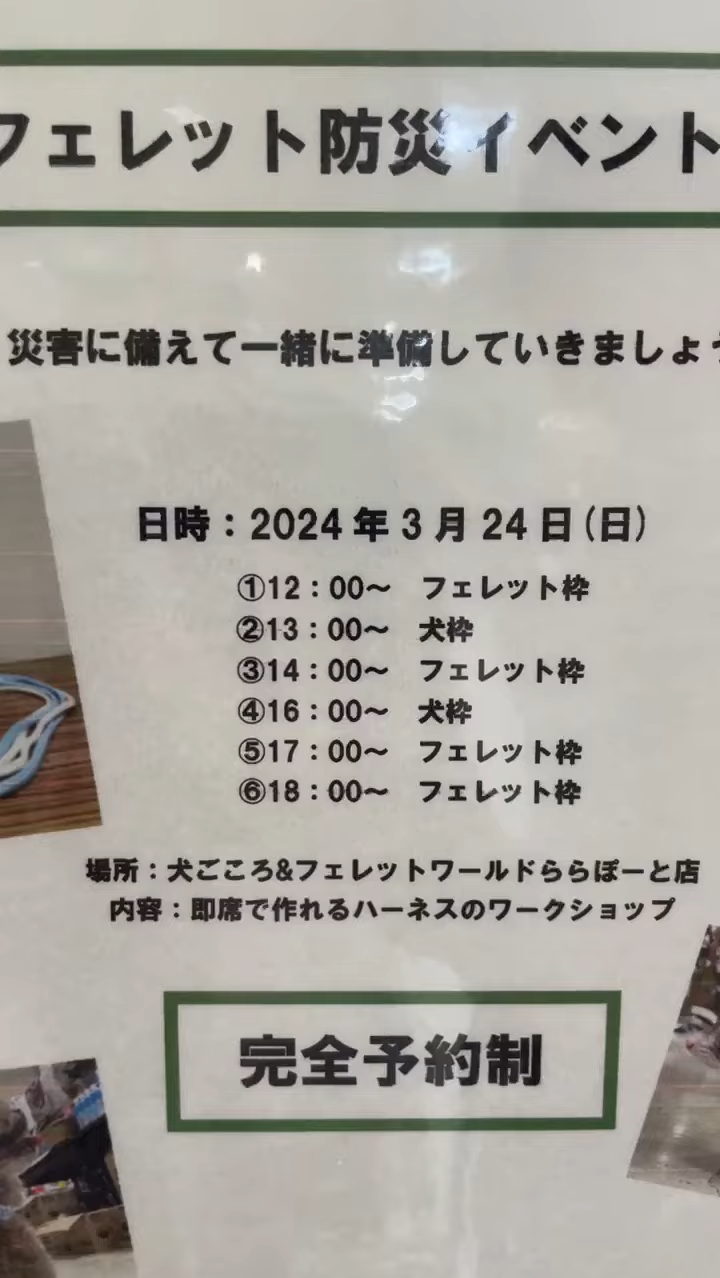 フェレット防災イベント
災害に備えて一緒に準備していきましょう
日時：2024年3月24日(日)
①12：00～　フェレット枠
②13：00～　犬枠
③14：00～　フェレット枠
④16：00～　犬枠
⑤17：00～　フェレット枠
⑥18：00～　フェレット枠
場所：犬ごころ&フェレットワールドららぽーと店
内容：即席で作れるハーネスのワークショップ
完全予約制